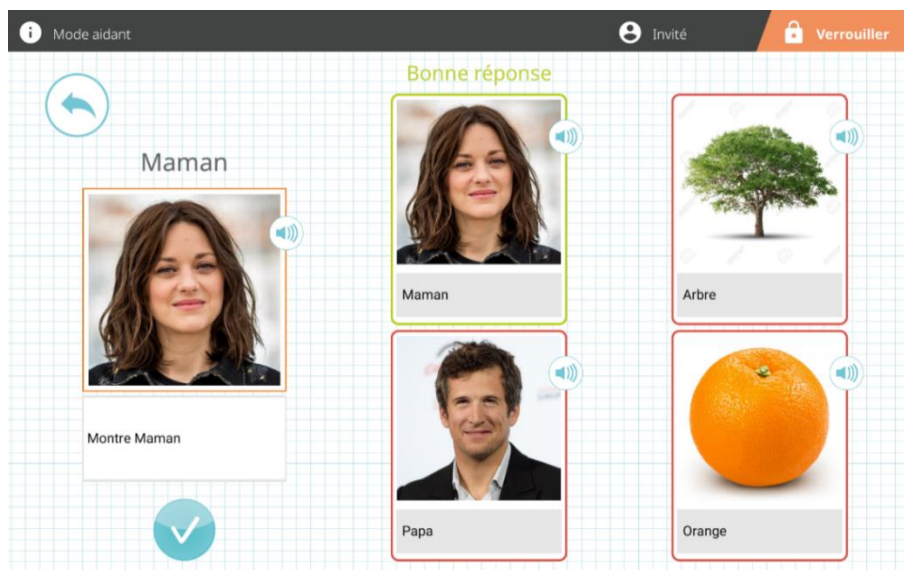 Mode aidant
Invité
Verrouiller
Bonne réponse
Maman
Montre Maman
Maman
Arbre
Papa
Orange